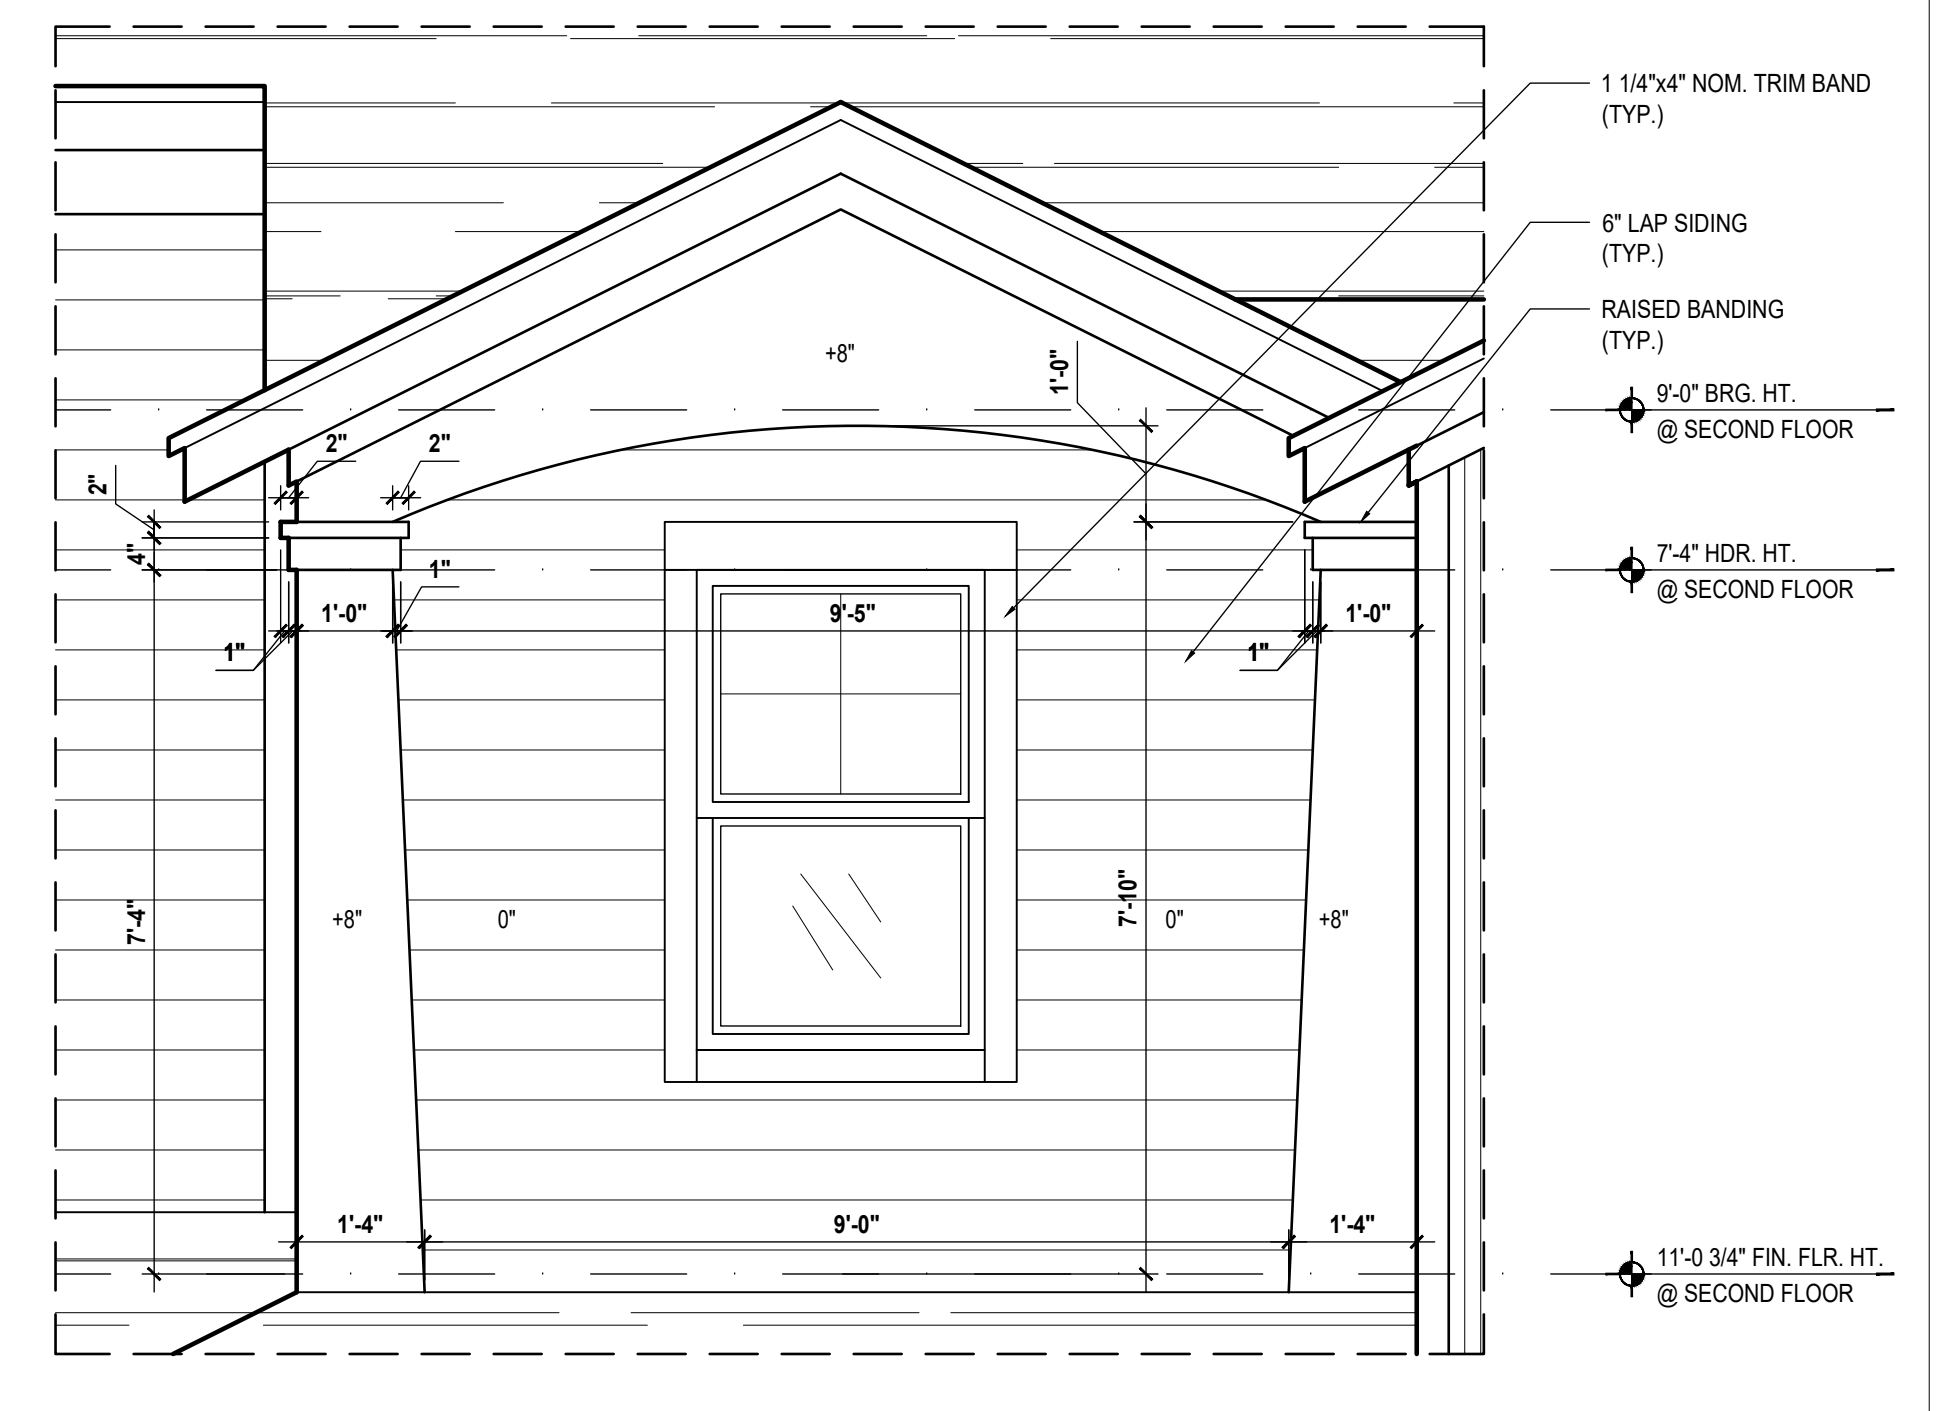 1 1/4"x4" NOM. TRIM BAND
(TYP.)
6" LAP SIDING
(TYP.)
RAISED BANDING
(TYP.)
9'-0" BRG. HT.
@ SECOND FLOOR
7'-4" HDR. HT.
@ SECOND FLOOR
11'-0 3/4" FIN. FLR. HT.
@ SECOND FLOOR
+8"
1'-0"
2"
2"
2"
4"
1"
1'-0"
9'-5"
1'-0"
1"
1"
7'-4"
+8"
0"
7'-10"
0"
+8"
1'-4"
9'-0"
1'-4"